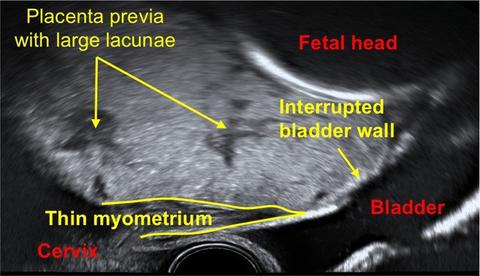 Placenta previa
with large lacunae
Fetal head
Interrupted
bladder wall
Bladder
Thin myometrium
Cervix